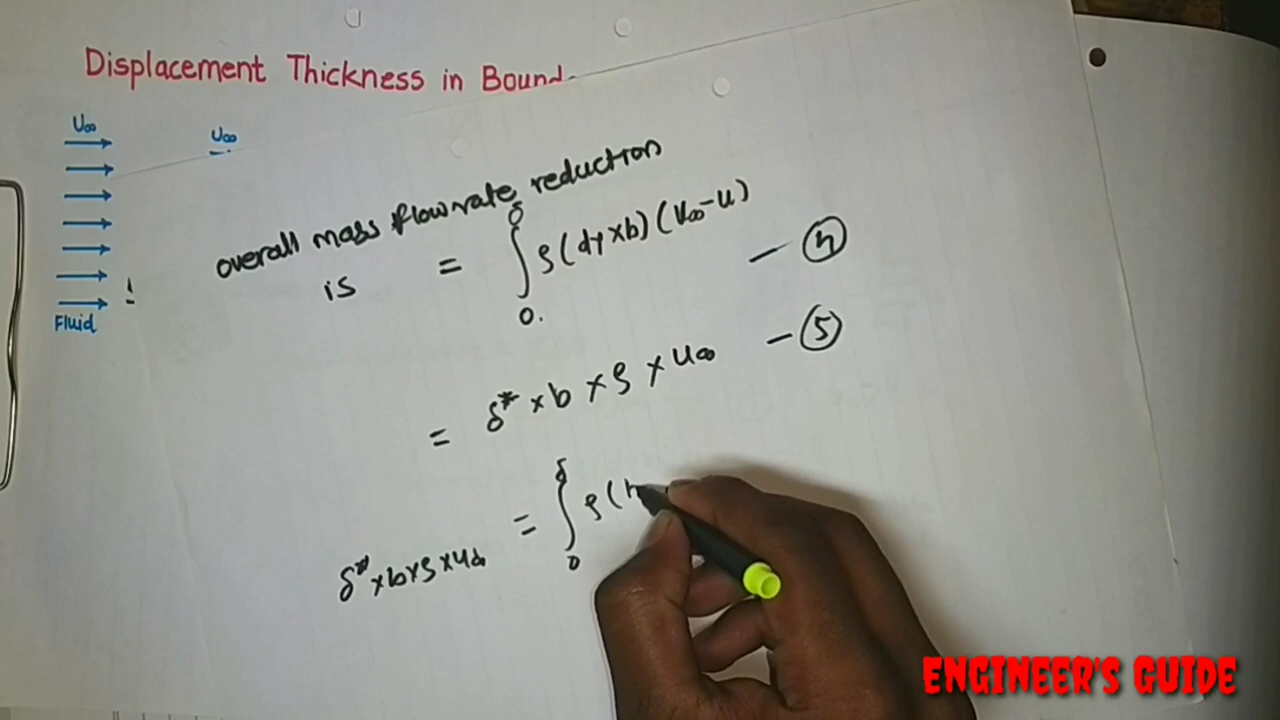 Displacement Thickness in Bound
U∞
U∞
Fluid
overall mass flowrate reduction
is = ∫₀^δ ρ(dy×b)(U∞-u) - ④
= δ* × b × ρ × u∞ - ⑤
δ*×b×ρ×u∞ = ∫₀^δ ρ(
ENGINEER'S GUIDE